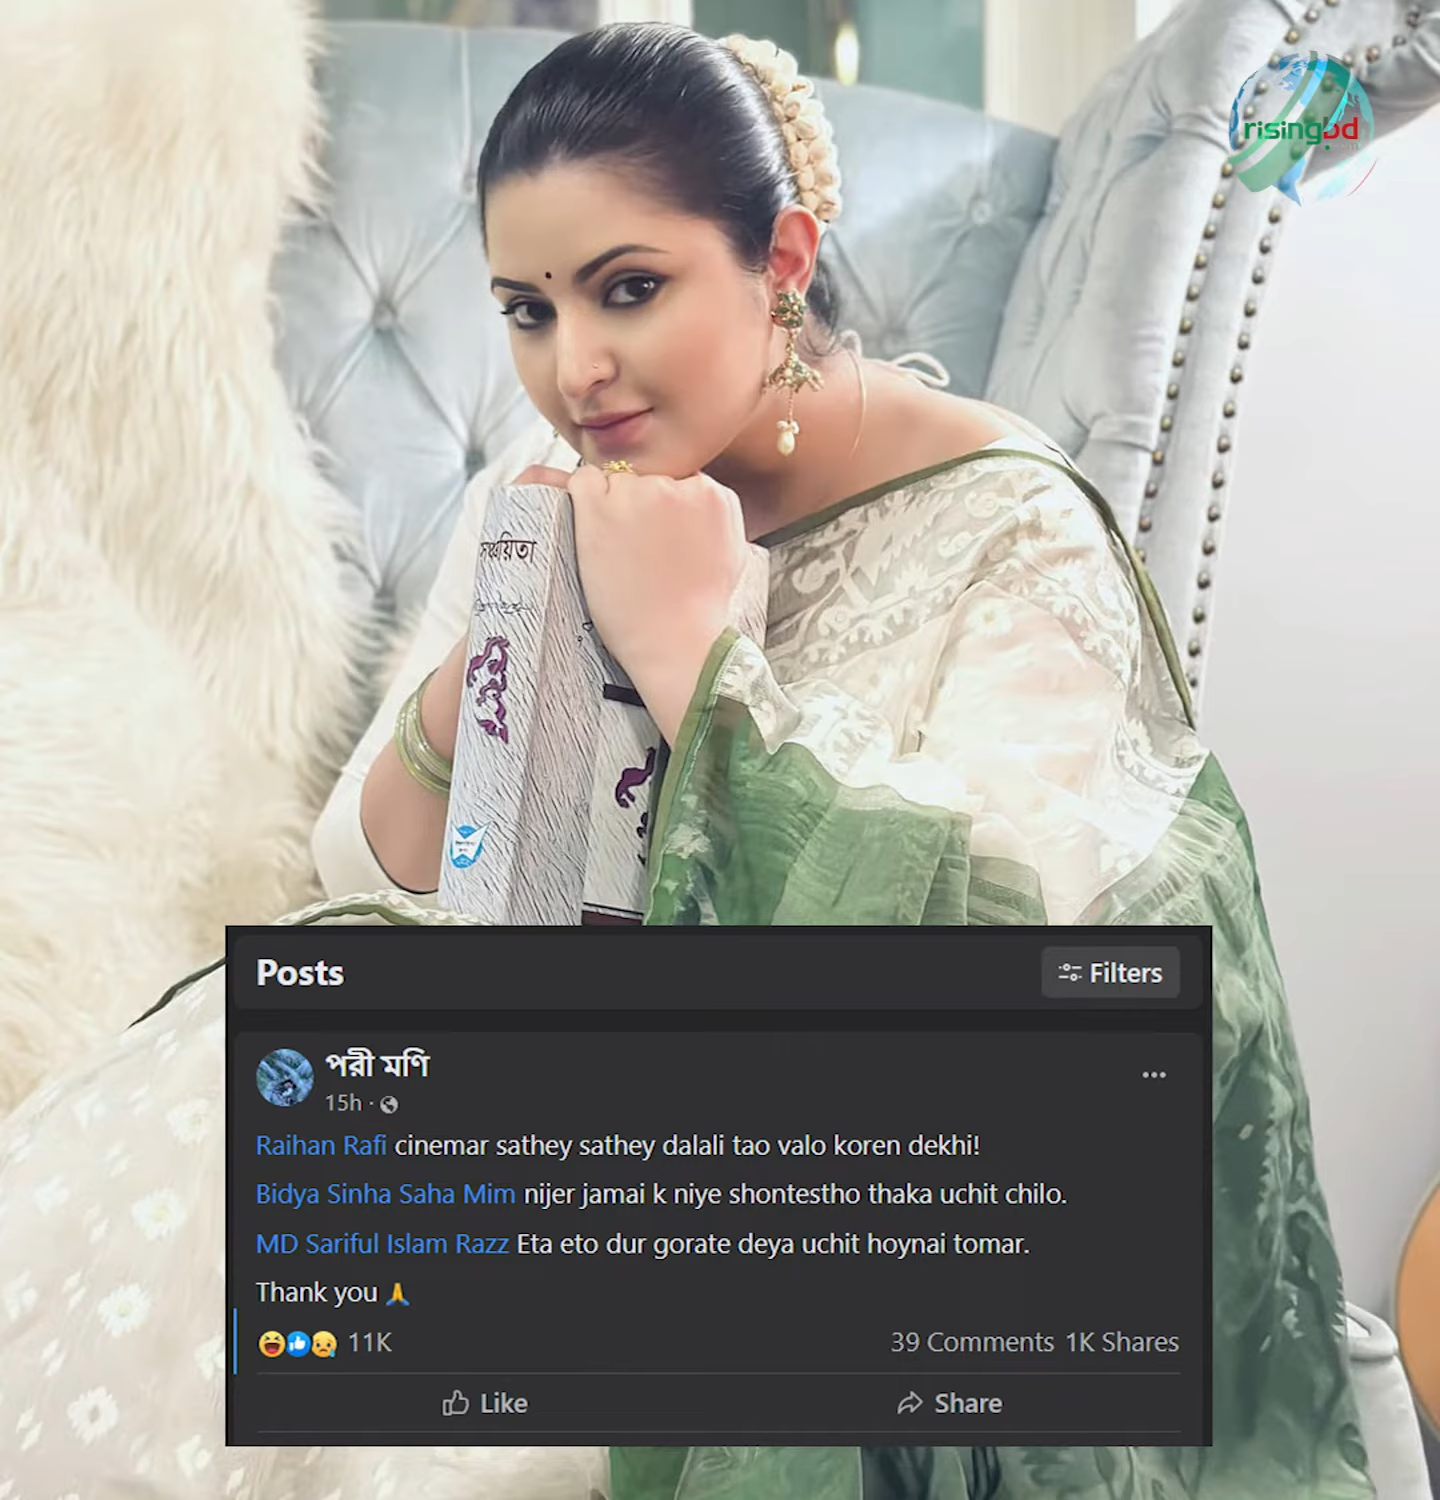 risingbd
সঞ্চয়িতা
Posts
Filters
পরী মণি
15h
Raihan Rafi cinemar sathey sathey dalali tao valo koren dekhi!
Bidya Sinha Saha Mim nijer jamai k niye shontestho thaka uchit chilo.
MD Sariful Islam Razz Eta eto dur gorate deya uchit hoynai tomar.
Thank you 🙏
11K
39 Comments 1K Shares
Like
Share